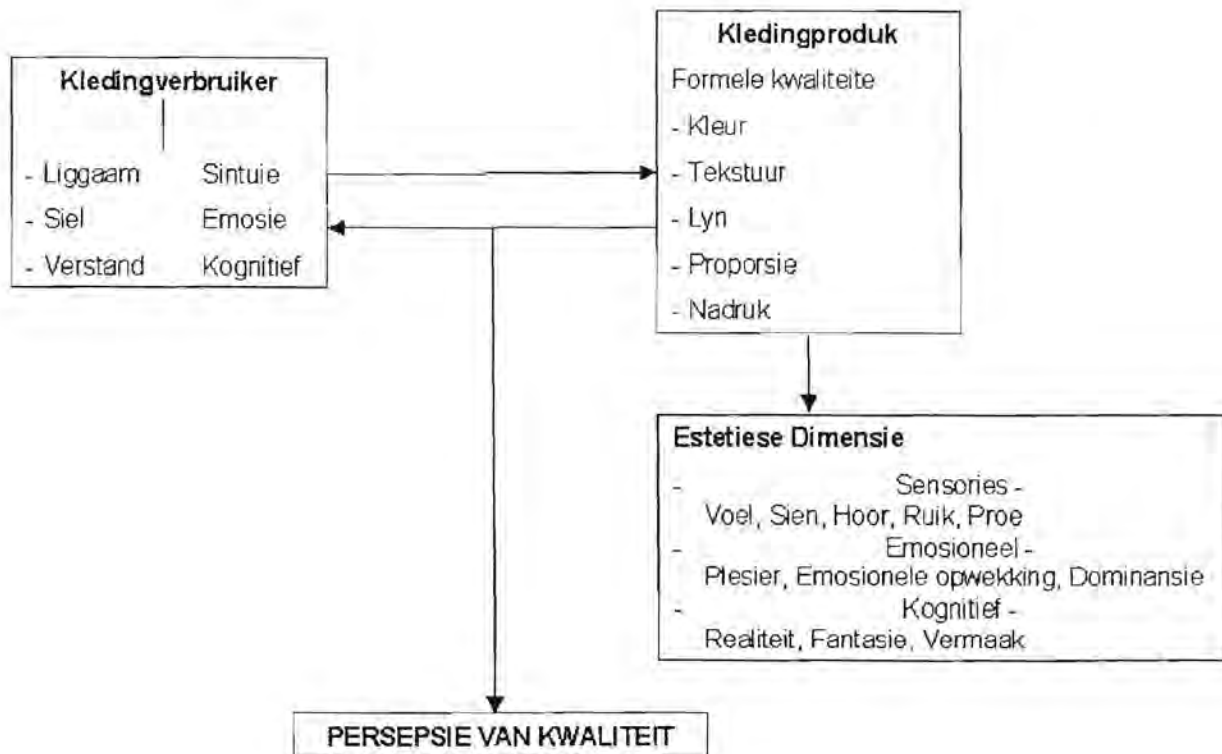 Kledingverbruiker
- Liggaam Sintuie
- Siel Emosie
- Verstand Kognitief
Kledingproduk
Formele kwaliteite
- Kleur
- Tekstuur
- Lyn
- Proporsie
- Nadruk
Estetiese Dimensie
- Sensories -
Voel, Sien, Hoor, Ruik, Proe
- Emosioneel -
Plesier, Emosionele opwekking, Dominansie
- Kognitief -
Realiteit, Fantasie, Vermaak
PERSEPSIE VAN KWALITEIT